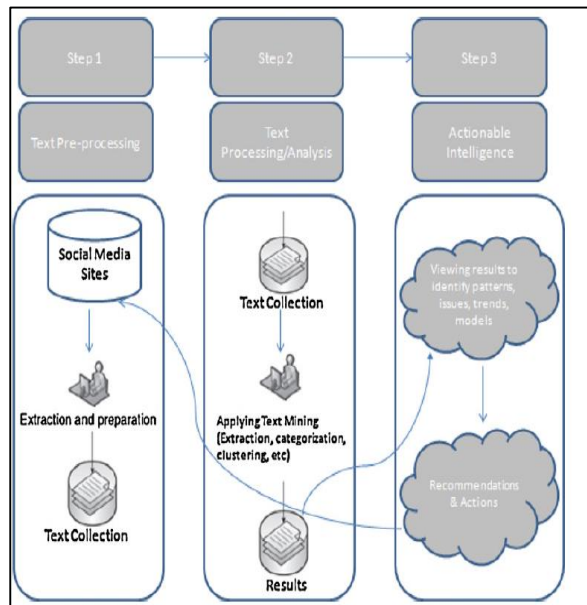 Step 1
Step 2
Step 3
Text Pre-processing
Text
Processing/Analysis
Actionable
Intelligence
Social Media
Sites
Extraction and preparation
Text Collection
Text Collection
Applying Text Mining
(Extraction, categorization,
clustering, etc)
Results
Viewing results to
identify patterns,
issues, trends,
models
Recommendations
& Actions